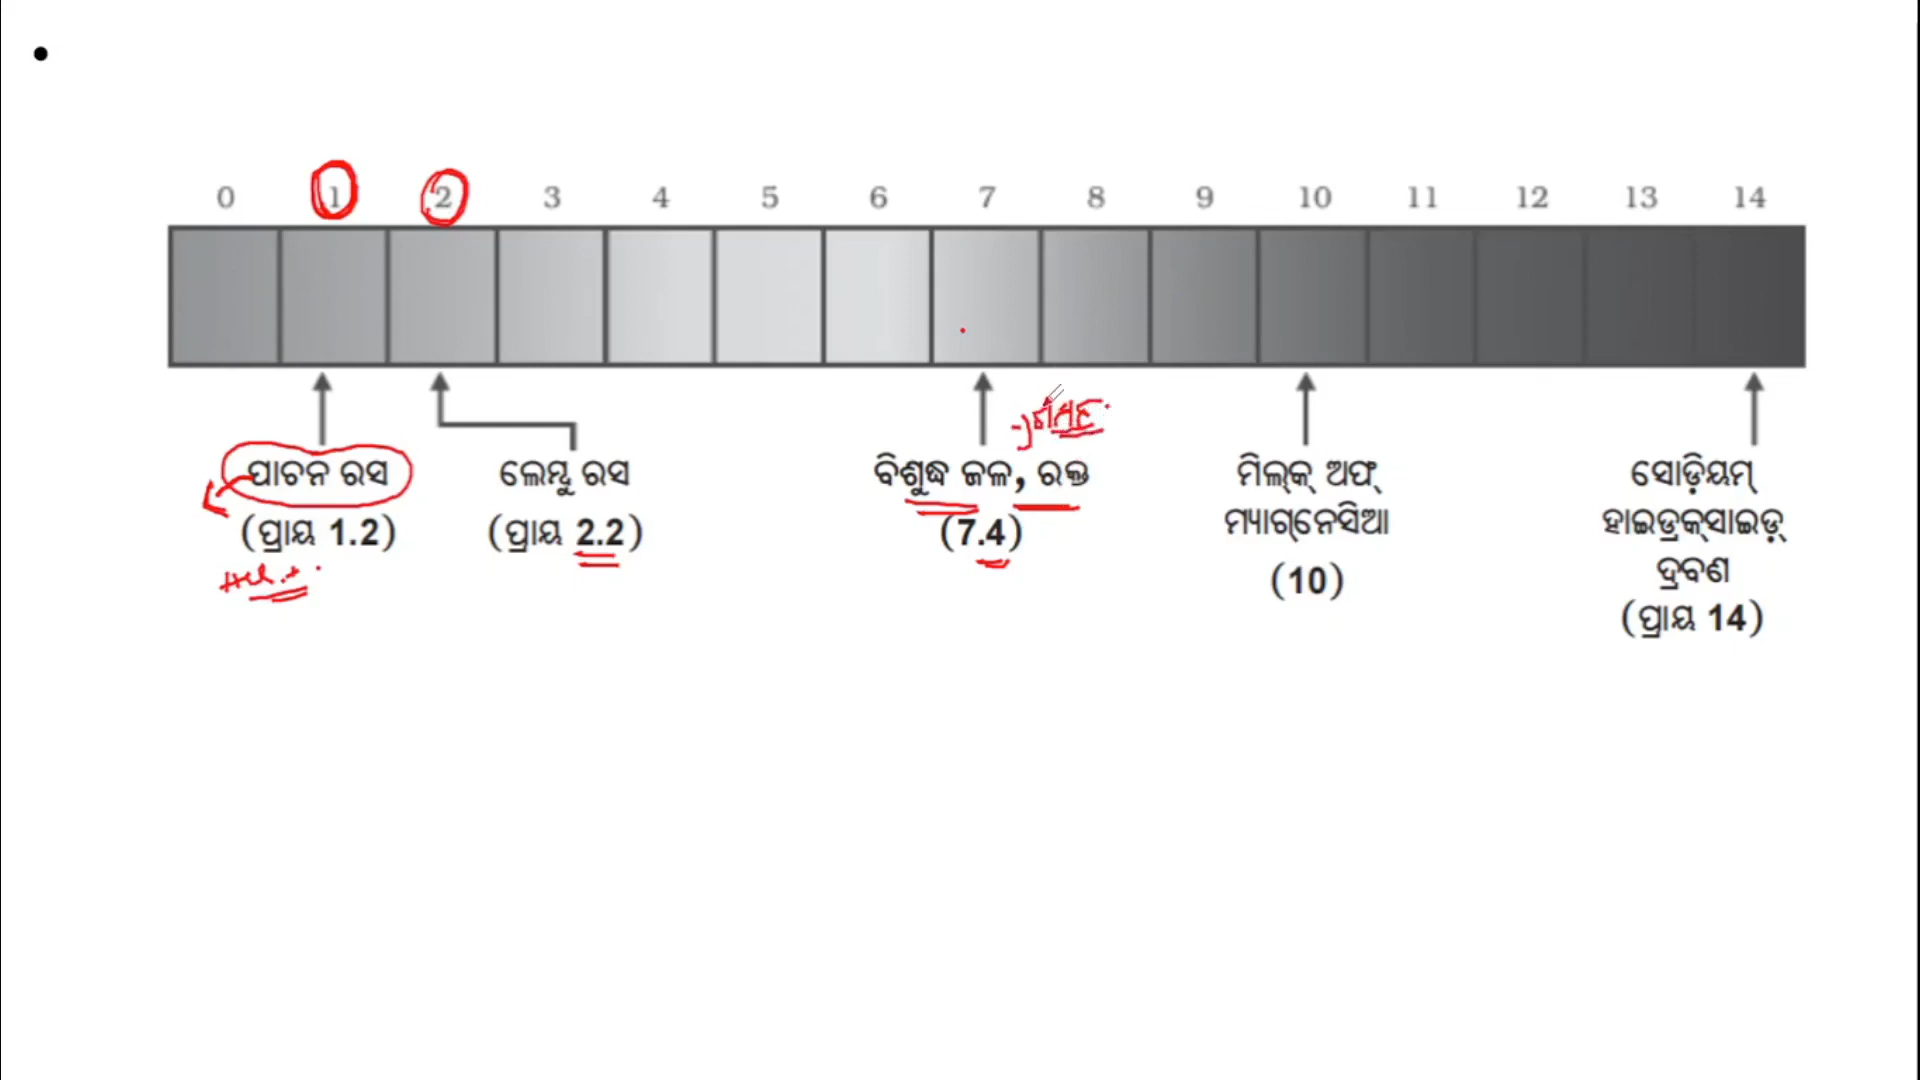 0 1 2 3 4 5 6 7 8 9 10 11 12 13 14
ପାଚନ ରସ
(ପ୍ରାୟ 1.2)
HCl
ଲେମ୍ବୁ ରସ
(ପ୍ରାୟ 2.2)
ବିଶୁଦ୍ଧ ଜଳ, ରକ୍ତ
(7.4)
ମିଲ୍‌କ୍ ଅଫ୍
ମ୍ୟାଗ୍‌ନେସିଆ
(10)
ସୋଡ଼ିୟମ୍
ହାଇଡ୍ରକ୍‌ସାଇଡ୍
ଦ୍ରବଣ
(ପ୍ରାୟ 14)